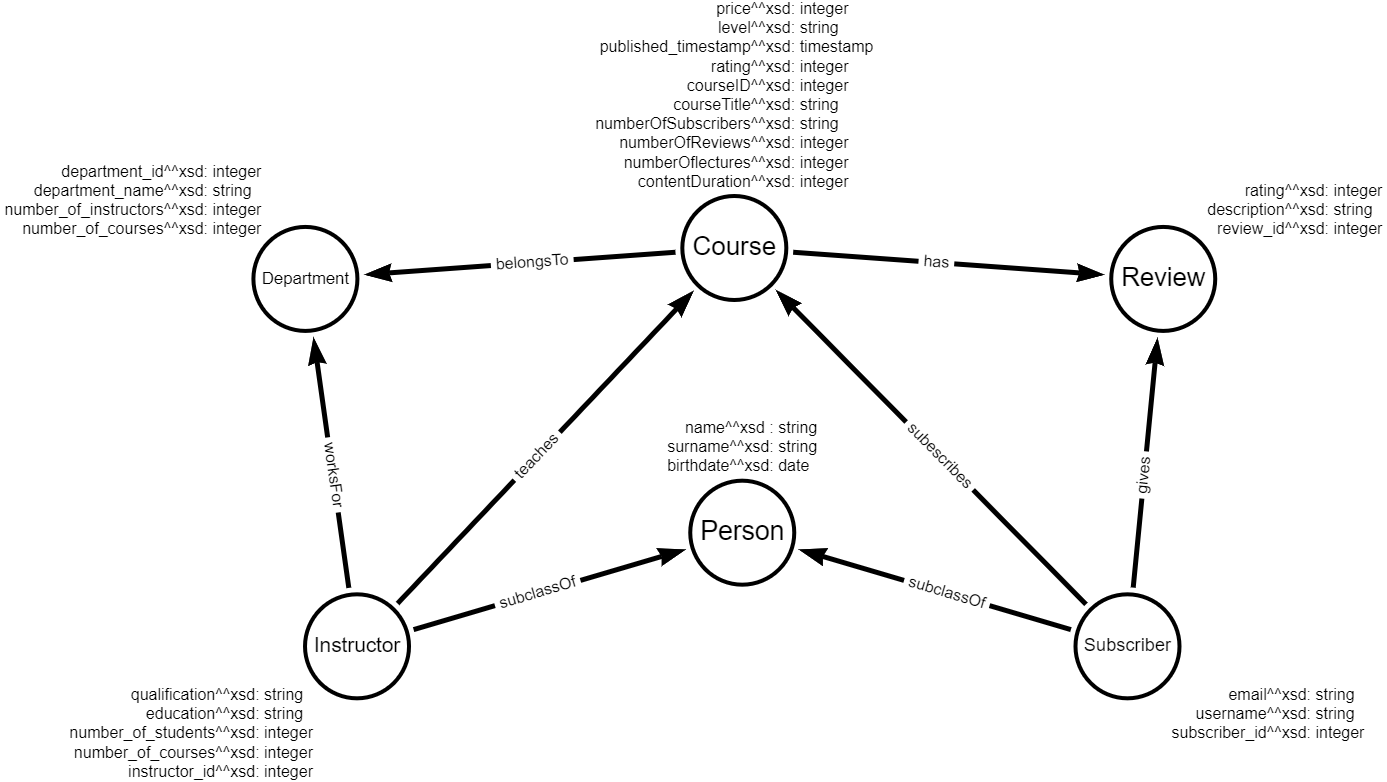 price^^xsd: integer
level^^xsd: string
published_timestamp^^xsd: timestamp
rating^^xsd: integer
courseID^^xsd: integer
courseTitle^^xsd: string
numberOfSubscribers^^xsd: string
numberOfReviews^^xsd: integer
numberOflectures^^xsd: integer
contentDuration^^xsd: integer
department_id^^xsd: integer
department_name^^xsd: string
number_of_instructors^^xsd: integer
number_of_courses^^xsd: integer
rating^^xsd: integer
description^^xsd: string
review_id^^xsd: integer
Department
belongsTo
Course
has
Review
worksFor
teaches
subescribes
gives
name^^xsd : string
surname^^xsd: string
birthdate^^xsd: date
Person
subclassOf
subclassOf
Instructor
Subscriber
qualification^^xsd: string
education^^xsd: string
number_of_students^^xsd: integer
number_of_courses^^xsd: integer
instructor_id^^xsd: integer
email^^xsd: string
username^^xsd: string
subscriber_id^^xsd: integer